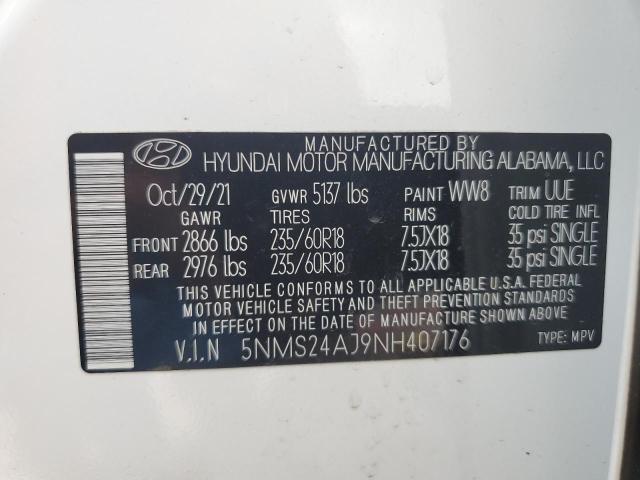 MANUFACTURED BY
HYUNDAI MOTOR MANUFACTURING ALABAMA, LLC
Oct/29/21 GVWR 5137 lbs PAINT WW8 TRIM UUE
GAWR TIRES RIMS COLD TIRE INFL
FRONT 2866 lbs 235/60R18 7.5JX18 35 psi SINGLE
REAR 2976 lbs 235/60R18 7.5JX18 35 psi SINGLE
THIS VEHICLE CONFORMS TO ALL APPLICABLE U.S.A. FEDERAL
MOTOR VEHICLE SAFETY AND THEFT PREVENTION STANDARDS
IN EFFECT ON THE DATE OF MANUFACTURE SHOWN ABOVE
V.I.N 5NMS24AJ9NH407176 TYPE: MPV